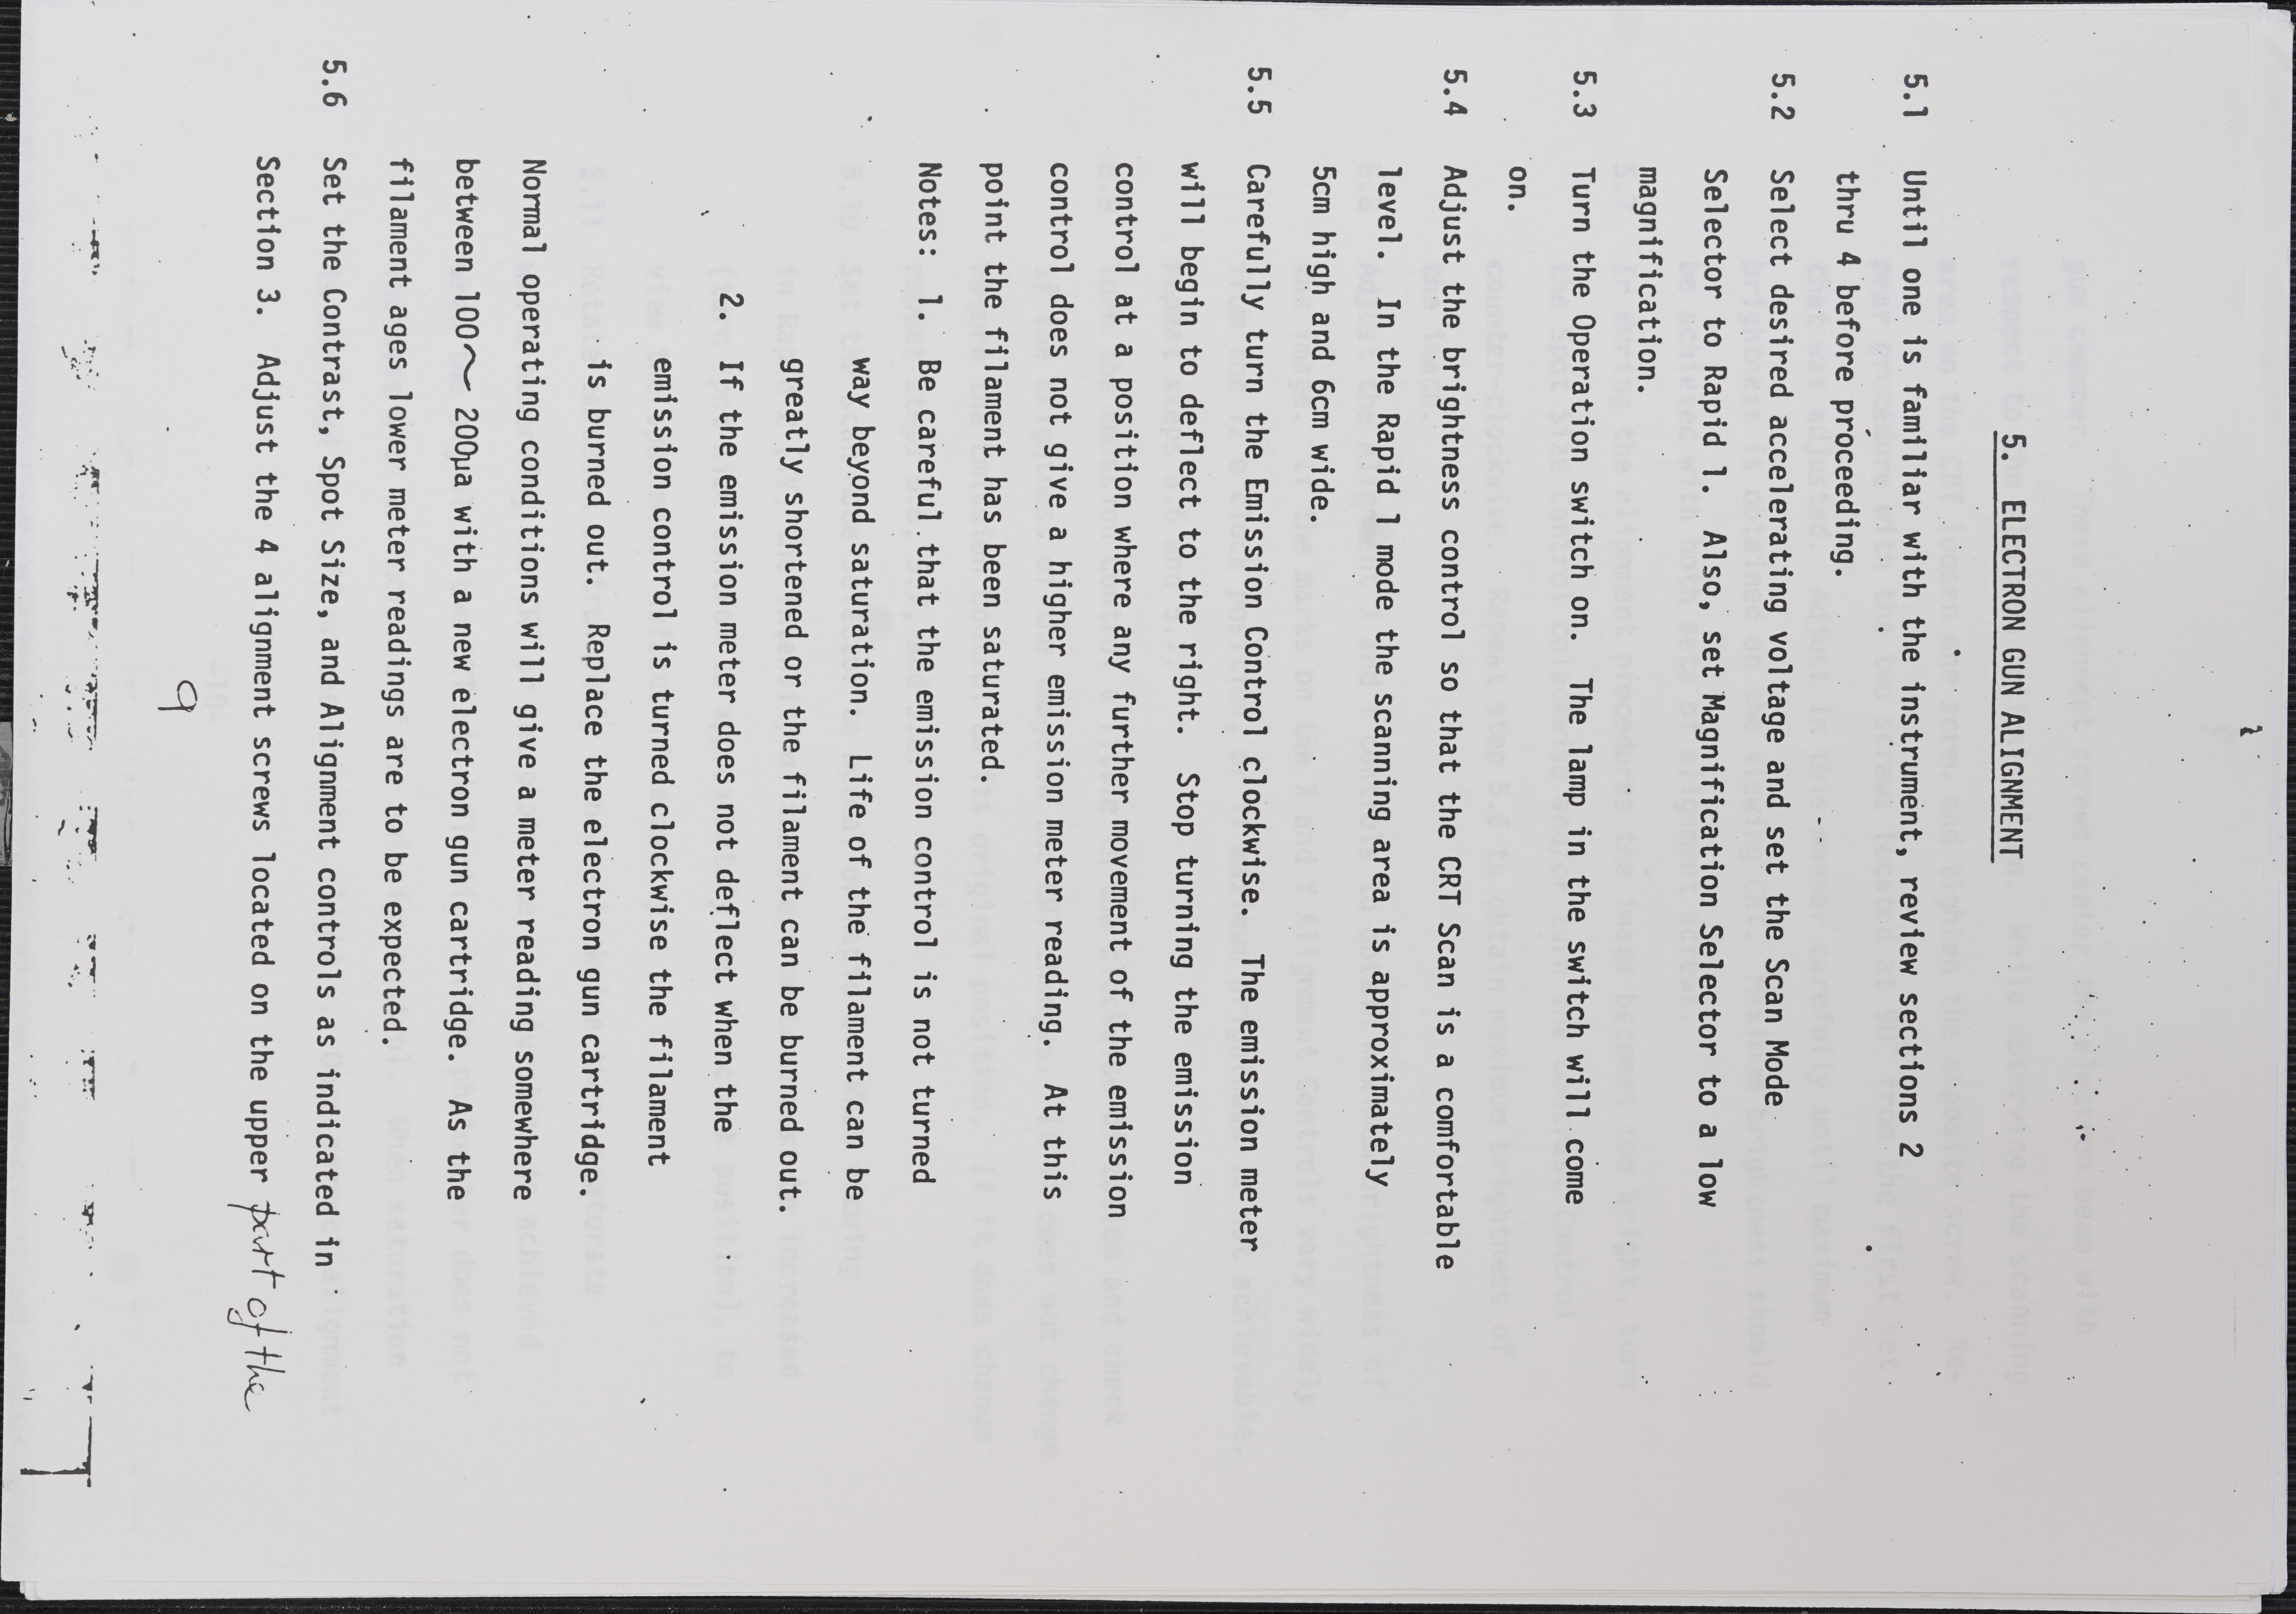 5. ELECTRON GUN ALIGNMENT
5.1 Until one is familiar with the instrument, review sections 2
thru 4 before proceeding.
5.2 Select desired accelerating voltage and set the Scan Mode
Selector to Rapid 1. Also, set Magnification Selector to a low
magnification.
5.3 Turn the Operation switch on. The lamp in the switch will come
on.
5.4 Adjust the brightness control so that the CRT Scan is a comfortable
level. In the Rapid 1 mode the scanning area is approximately
5cm high and 6cm wide.
5.5 Carefully turn the Emission Control clockwise. The emission meter
will begin to deflect to the right. Stop turning the emission
control at a position where any further movement of the emission
control does not give a higher emission meter reading. At this
point the filament has been saturated.
Notes: 1. Be careful that the emission control is not turned
way beyond saturation. Life of the filament can be
greatly shortened or the filament can be burned out.
2. If the emission meter does not deflect when the
emission control is turned clockwise the filament
is burned out. Replace the electron gun cartridge.
Normal operating conditions will give a meter reading somewhere
between 100~200μa with a new electron gun cartridge. As the
filament ages lower meter readings are to be expected.
5.6 Set the Contrast, Spot Size, and Alignment controls as indicated in
Section 3. Adjust the 4 alignment screws located on the upper part of the
9